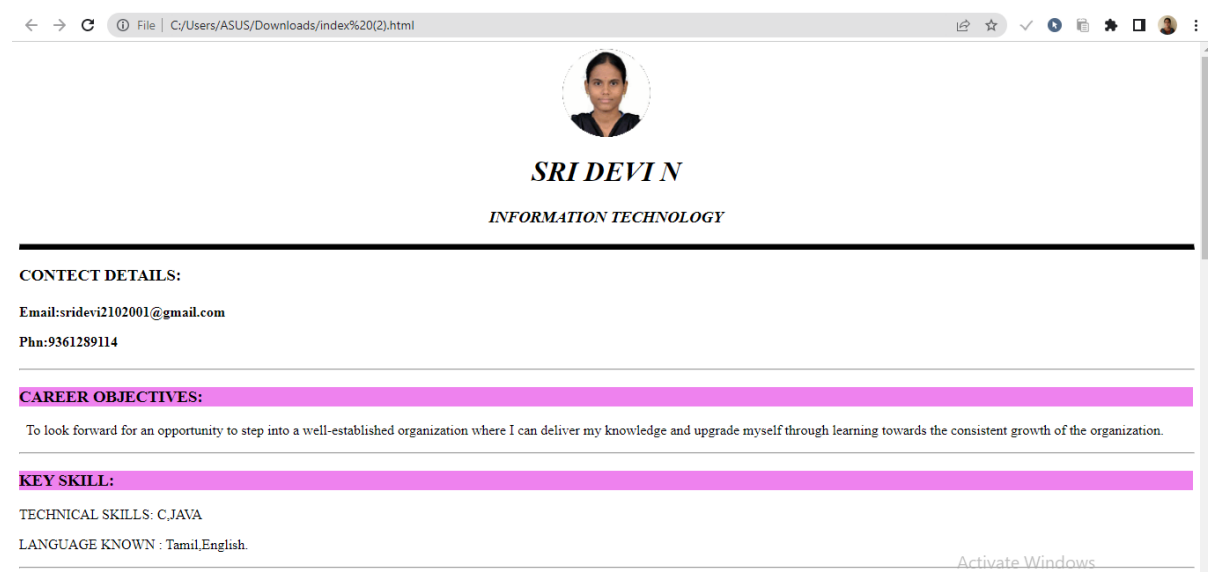 File | C:/Users/ASUS/Downloads/index%20(2).html
SRI DEVI N
INFORMATION TECHNOLOGY
CONTECT DETAILS:
Email:sridevi2102001@gmail.com
Phn:9361289114
CAREER OBJECTIVES:
To look forward for an opportunity to step into a well-established organization where I can deliver my knowledge and upgrade myself through learning towards the consistent growth of the organization.
KEY SKILL:
TECHNICAL SKILLS: C,JAVA
LANGUAGE KNOWN : Tamil,English.
Activate Windows